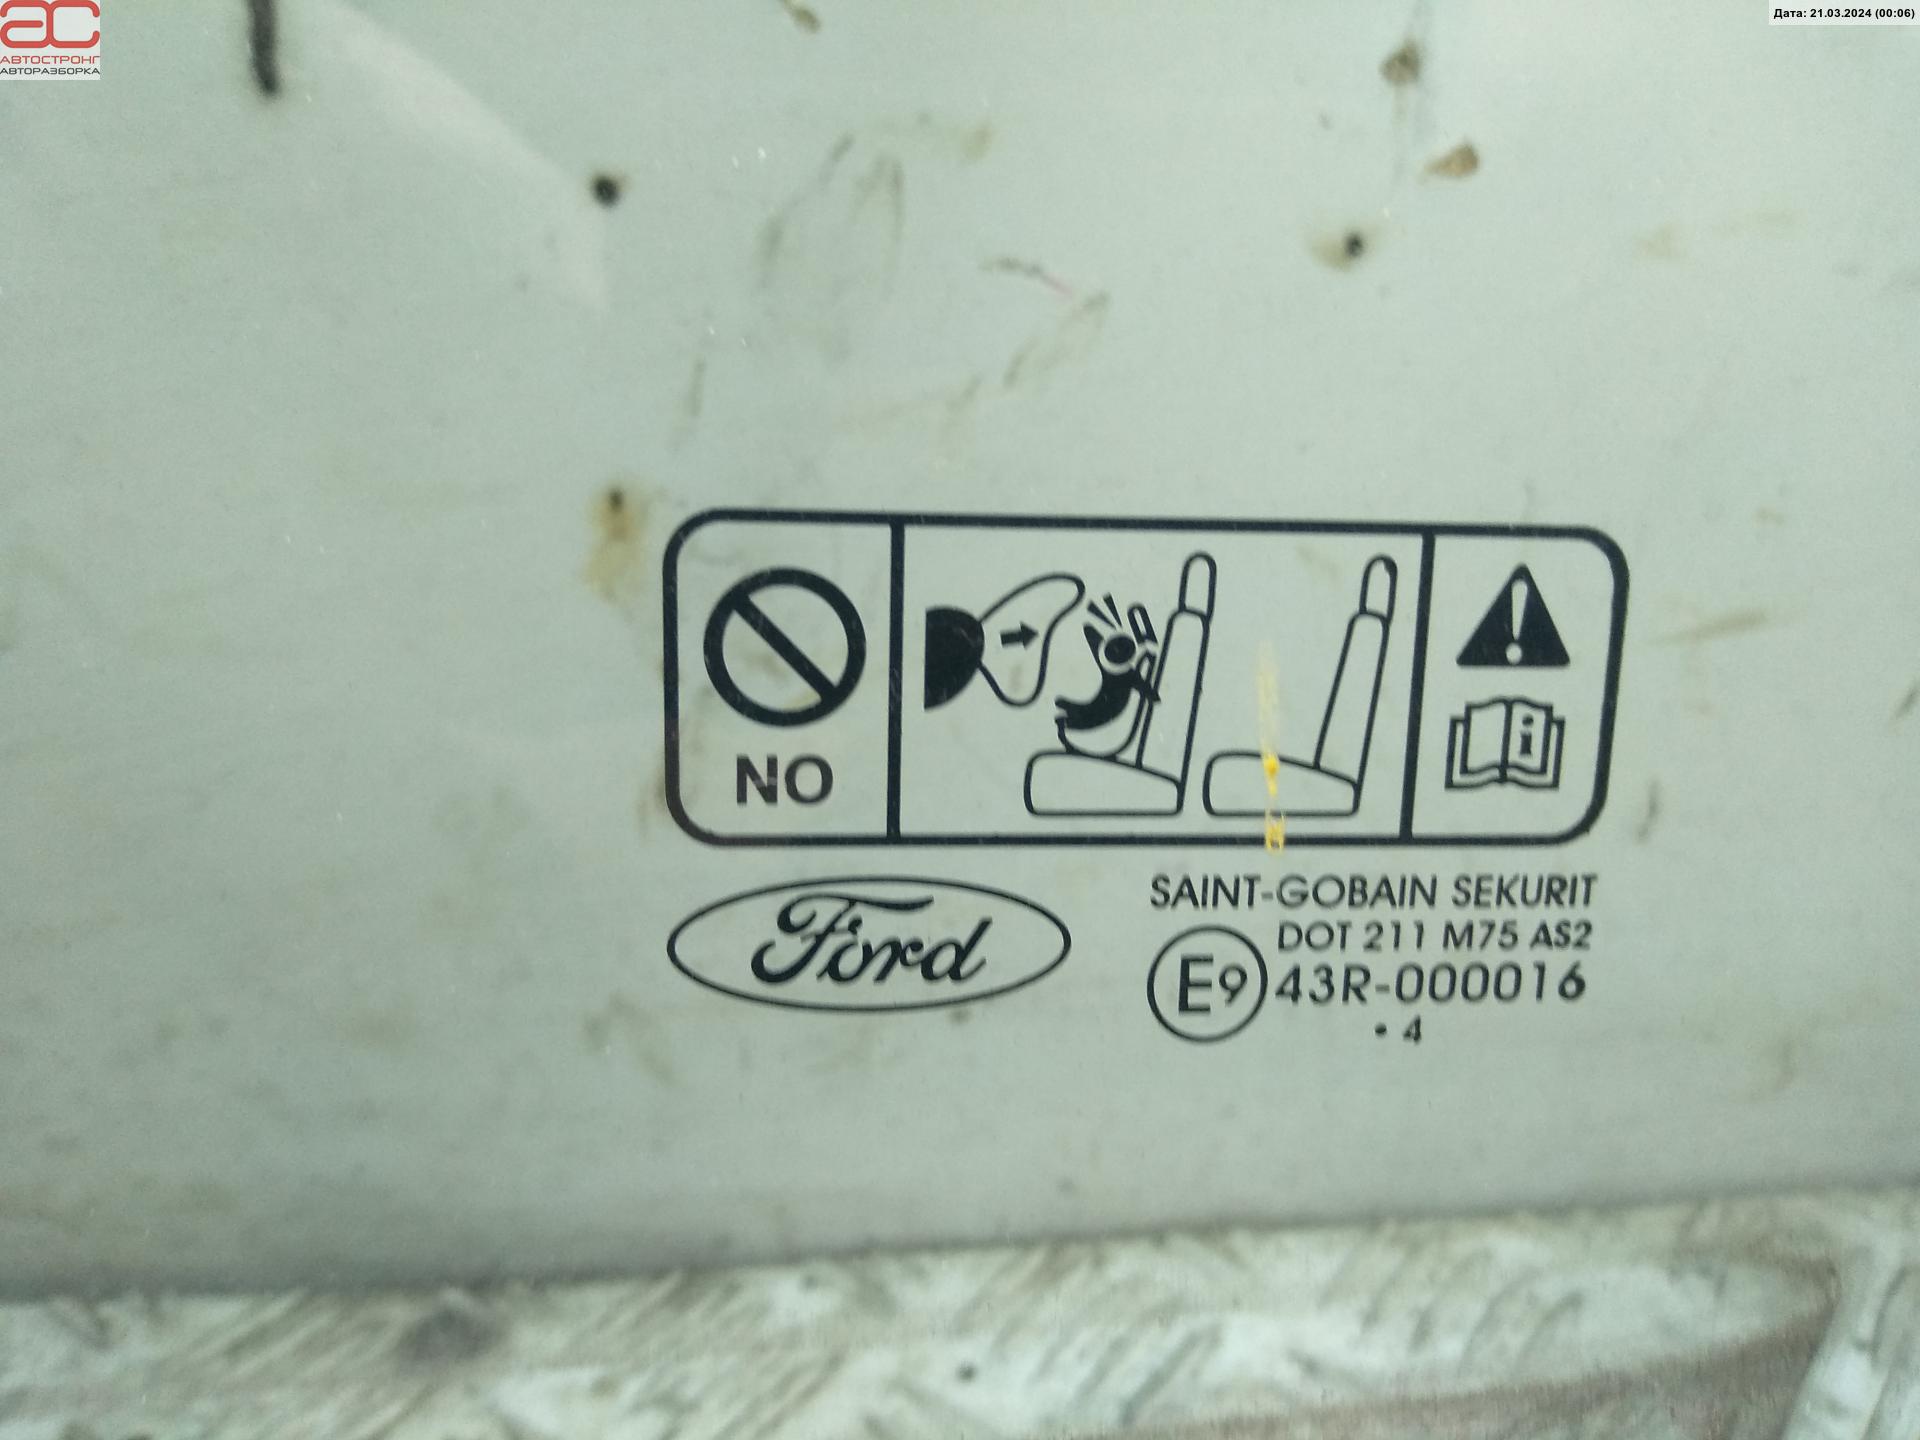 АВТОСТРОНГ
АВТОРАЗБОРКА
Дата: 21.03.2024 (00:06)
NO
Ford
SAINT-GOBAIN SEKURIT
DOT 211 M75 AS2
E9 43R-000016
• 4